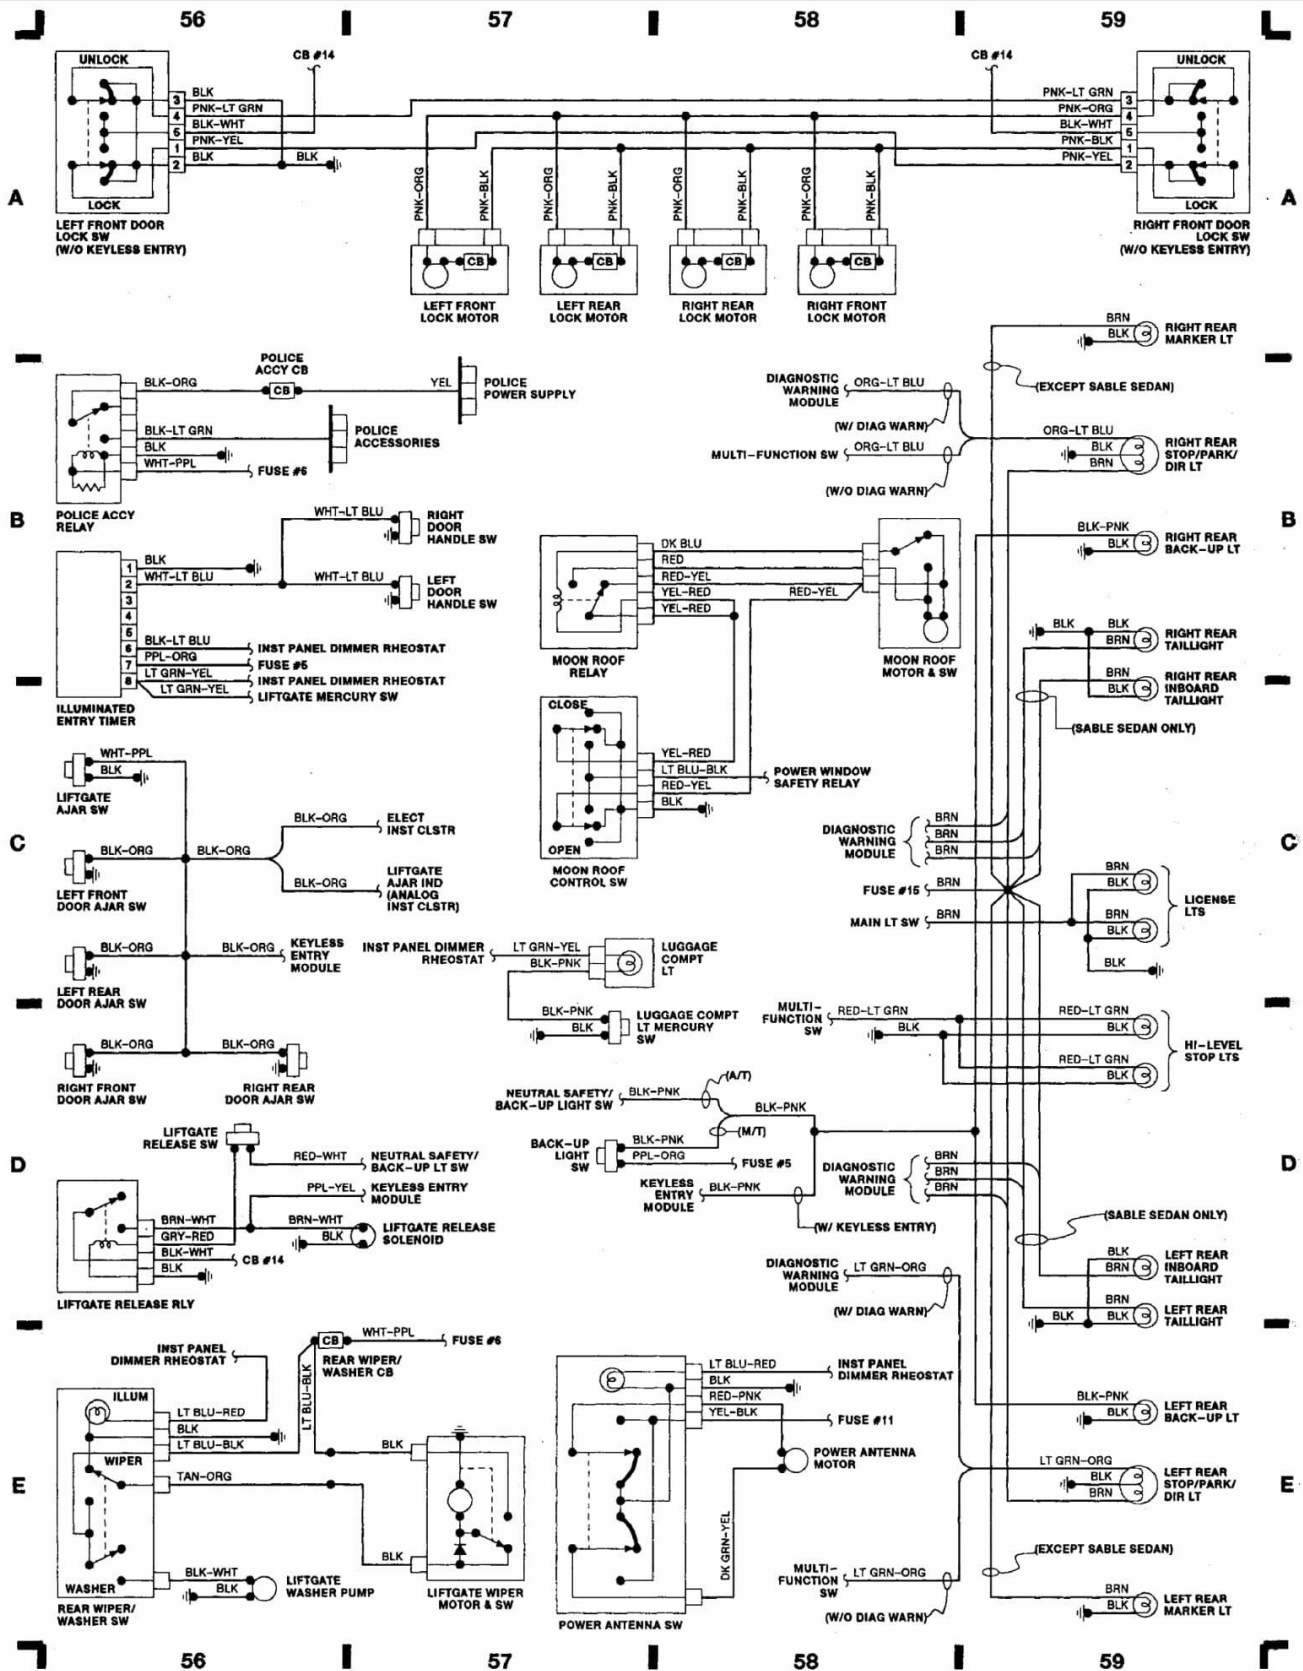 56 57 58 59
UNLOCK
3 BLK
4 PNK-LT GRN
5 BLK-WHT
1 PNK-YEL
2 BLK BLK
LOCK
LEFT FRONT DOOR
LOCK SW
(W/O KEYLESS ENTRY)
CB #14
CB #14
UNLOCK
PNK-LT GRN 3
PNK-ORG 4
BLK-WHT 5
PNK-BLK 1
PNK-YEL 2
LOCK
RIGHT FRONT DOOR
LOCK SW
(W/O KEYLESS ENTRY)
A A
PNK-ORG PNK-BLK PNK-ORG PNK-BLK PNK-ORG PNK-BLK PNK-ORG PNK-BLK
CB CB CB CB
LEFT FRONT
LOCK MOTOR
LEFT REAR
LOCK MOTOR
RIGHT REAR
LOCK MOTOR
RIGHT FRONT
LOCK MOTOR
BRN
BLK
RIGHT REAR
MARKER LT
(EXCEPT SABLE SEDAN)
POLICE
ACCY CB
BLK-ORG CB YEL
POLICE
POWER SUPPLY
BLK-LT GRN
POLICE
ACCESSORIES
BLK
WHT-PPL FUSE #6
POLICE ACCY
RELAY
DIAGNOSTIC
WARNING
MODULE
ORG-LT BLU
(W/ DIAG WARN)
MULTI-FUNCTION SW ORG-LT BLU
(W/O DIAG WARN)
ORG-LT BLU
BLK
BRN
RIGHT REAR
STOP/PARK/
DIR LT
B B
WHT-LT BLU
RIGHT
DOOR
HANDLE SW
1 BLK
2 WHT-LT BLU WHT-LT BLU
3
4
5
6 BLK-LT BLU INST PANEL DIMMER RHEOSTAT
7 PPL-ORG FUSE #5
8 LT GRN-YEL INST PANEL DIMMER RHEOSTAT
LT GRN-YEL LIFTGATE MERCURY SW
LEFT
DOOR
HANDLE SW
ILLUMINATED
ENTRY TIMER
DK BLU
RED
RED-YEL
YEL-RED
YEL-RED
RED-YEL
MOON ROOF
RELAY
MOON ROOF
MOTOR & SW
BLK-PNK
BLK
RIGHT REAR
BACK-UP LT
BLK BLK
BRN
RIGHT REAR
TAILLIGHT
BRN
BLK
RIGHT REAR
INBOARD
TAILLIGHT
(SABLE SEDAN ONLY)
CLOSE
YEL-RED
LT BLU-BLK
RED-YEL
BLK
POWER WINDOW
SAFETY RELAY
OPEN
MOON ROOF
CONTROL SW
WHT-PPL
BLK
LIFTGATE
AJAR SW
C C
BLK-ORG BLK-ORG
BLK-ORG
ELECT
INST CLSTR
BLK-ORG
LIFTGATE
AJAR IND
(ANALOG
INST CLSTR)
LEFT FRONT
DOOR AJAR SW
BLK-ORG BLK-ORG
KEYLESS
ENTRY
MODULE
LEFT REAR
DOOR AJAR SW
BLK-ORG BLK-ORG
RIGHT FRONT
DOOR AJAR SW
RIGHT REAR
DOOR AJAR SW
DIAGNOSTIC
WARNING
MODULE
BRN
BRN
BRN
FUSE #15 BRN
MAIN LT SW BRN
BRN
BLK
BRN
BLK
BLK
LICENSE
LTS
INST PANEL DIMMER
RHEOSTAT
LT GRN-YEL
BLK-PNK
LUGGAGE
COMPT
LT
BLK-PNK
BLK
LUGGAGE COMPT
LT MERCURY
SW
MULTI-
FUNCTION
SW
RED-LT GRN RED-LT GRN
BLK BLK
RED-LT GRN
BLK
HI-LEVEL
STOP LTS
NEUTRAL SAFETY/
BACK-UP LIGHT SW
BLK-PNK
(A/T)
BLK-PNK
(M/T)
BACK-UP
LIGHT
SW
BLK-PNK
PPL-ORG FUSE #5
KEYLESS
ENTRY
MODULE
BLK-PNK
(W/ KEYLESS ENTRY)
D D
LIFTGATE
RELEASE SW
RED-WHT
NEUTRAL SAFETY/
BACK-UP LT SW
PPL-YEL
KEYLESS ENTRY
MODULE
BRN-WHT BRN-WHT
GRY-RED BLK
BLK-WHT CB #14
BLK
LIFTGATE RELEASE
SOLENOID
LIFTGATE RELEASE RLY
DIAGNOSTIC
WARNING
MODULE
BRN
BRN
BRN
(SABLE SEDAN ONLY)
BLK
BRN
LEFT REAR
INBOARD
TAILLIGHT
BRN
BLK BLK
LEFT REAR
TAILLIGHT
DIAGNOSTIC
WARNING
MODULE
LT GRN-ORG
(W/ DIAG WARN)
INST PANEL
DIMMER RHEOSTAT
CB WHT-PPL FUSE #6
REAR WIPER/
WASHER CB
LT BLU-BLK
ILLUM
LT BLU-RED
BLK
LT BLU-BLK
WIPER
TAN-ORG
BLK
BLK
LIFTGATE WIPER
MOTOR & SW
BLK-WHT
BLK
LIFTGATE
WASHER PUMP
WASHER
REAR WIPER/
WASHER SW
LT BLU-RED
BLK
RED-PNK
YEL-BLK
INST PANEL
DIMMER RHEOSTAT
FUSE #11
POWER ANTENNA
MOTOR
DK GRN-YEL
POWER ANTENNA SW
BLK-PNK
BLK
LEFT REAR
BACK-UP LT
E E
LT GRN-ORG
BLK
BRN
LEFT REAR
STOP/PARK/
DIR LT
(EXCEPT SABLE SEDAN)
MULTI-
FUNCTION
SW
LT GRN-ORG
(W/O DIAG WARN)
BRN
BLK
LEFT REAR
MARKER LT
56 57 58 59